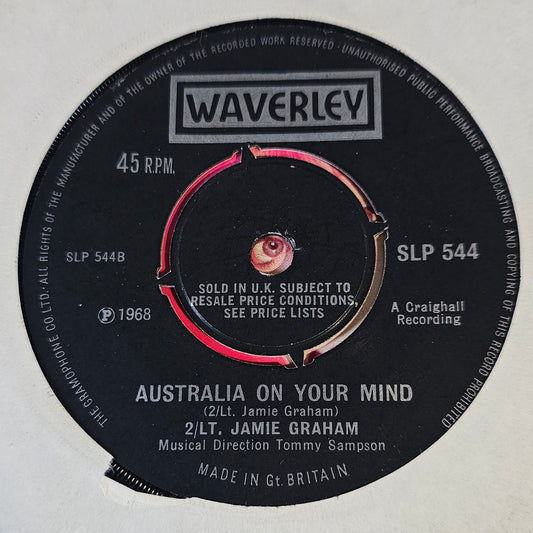 THE GRAMOPHONE CO LTD · ALL RIGHTS OF THE MANUFACTURER AND OF THE OWNER OF THE RECORDED WORK RESERVED · UNAUTHORISED PUBLIC PERFORMANCE BROADCASTING AND COPYING OF THIS RECORD PROHIBITED
WAVERLEY
45 R.P.M.
SLP 544B
SLP 544
SOLD IN U.K. SUBJECT TO
RESALE PRICE CONDITIONS,
SEE PRICE LISTS
Ⓟ 1968
A Craighall
Recording
AUSTRALIA ON YOUR MIND
(2/Lt. Jamie Graham)
2/LT. JAMIE GRAHAM
Musical Direction Tommy Sampson
MADE IN Gt. BRITAIN